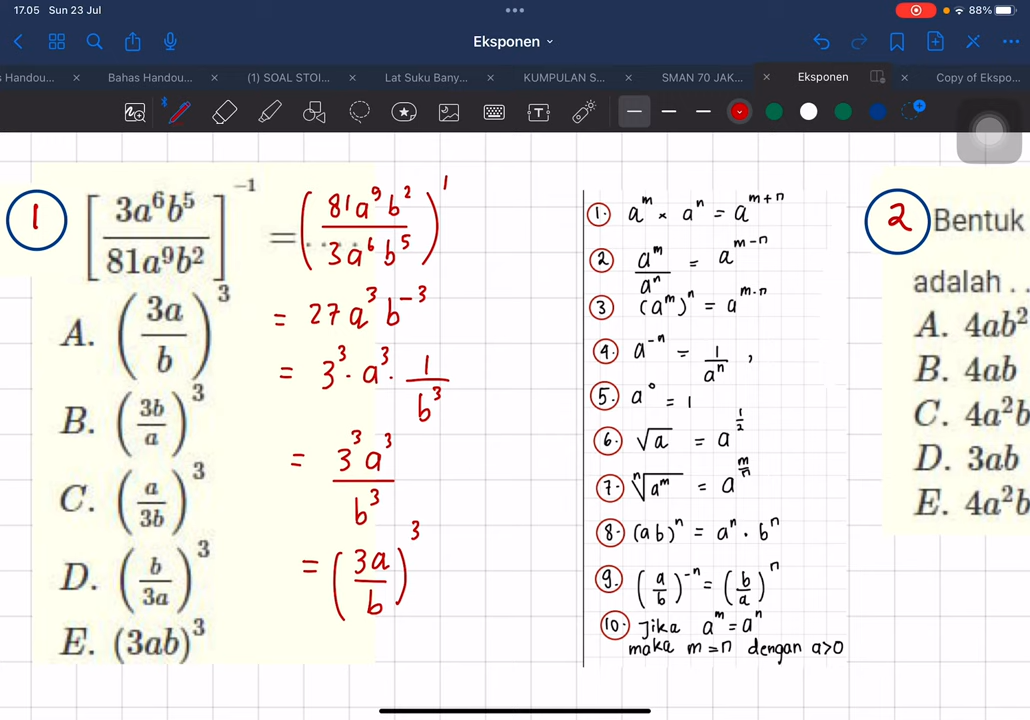 17.05 Sun 23 Jul
88%
Eksponen
s Handou...
Bahas Handou...
(1) SOAL STOI...
Lat Suku Bany...
KUMPULAN S...
SMAN 70 JAK...
Eksponen
Copy of Ekspo...
1
[3a⁶b⁵ / 81a⁹b²]⁻¹ = ....
(81a⁹b² / 3a⁶b⁵)¹
= 27a³b⁻³
= 3³ · a³ · 1/b³
= 3³a³ / b³
= (3a / b)³
A. (3a / b)³
B. (3b / a)³
C. (a / 3b)³
D. (b / 3a)³
E. (3ab)³
1. aᵐ × aⁿ = aᵐ⁺ⁿ
2. aᵐ / aⁿ = aᵐ⁻ⁿ
3. (aᵐ)ⁿ = aᵐ·ⁿ
4. a⁻ⁿ = 1/aⁿ ,
5. a⁰ = 1
6. √a = a^(1/2)
7. ⁿ√aᵐ = a^(m/n)
8. (ab)ⁿ = aⁿ · bⁿ
9. (a/b)⁻ⁿ = (b/a)ⁿ
10. Jika aᵐ = aⁿ
maka m = n dengan a>0
2
Bentuk
adalah . .
A. 4ab²
B. 4ab
C. 4a²b
D. 3ab
E. 4a²b